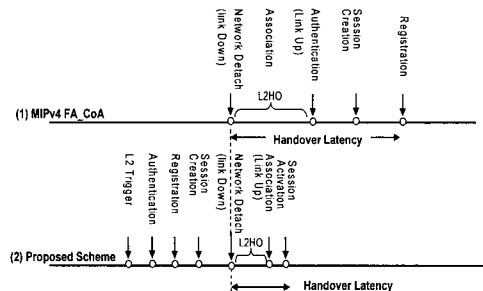 Network Detach
(link Down)
Association
Authentication
(Link Up)
Session
Creation
Registration
L2HO
(1) MIPv4 FA_CoA
Handover Latency
L2 Trigger
Authentication
Registration
Session
Creation
Network Detach
(link Down)
Association
(Link Up)
Session
Activation
L2HO
(2) Proposed Scheme
Handover Latency